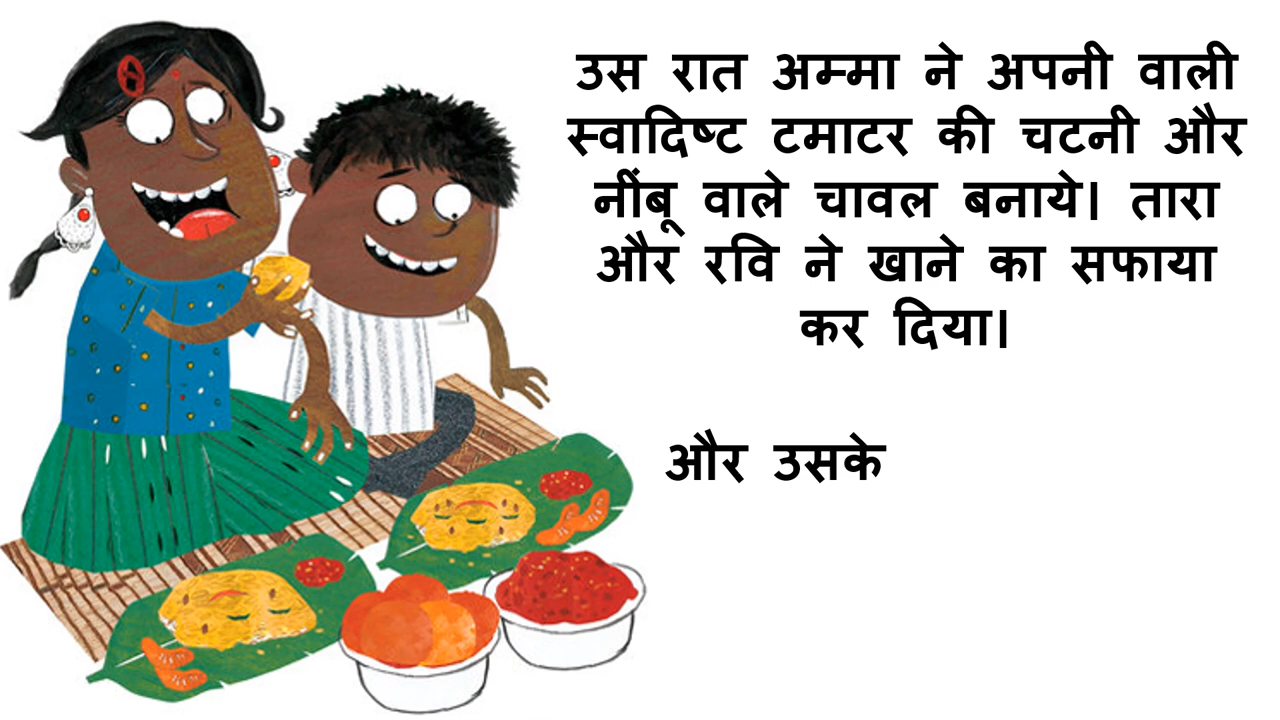 उस रात अम्मा ने अपनी वाली
स्वादिष्ट टमाटर की चटनी और
नींबू वाले चावल बनाये। तारा
और रवि ने खाने का सफाया
कर दिया।
और उसके